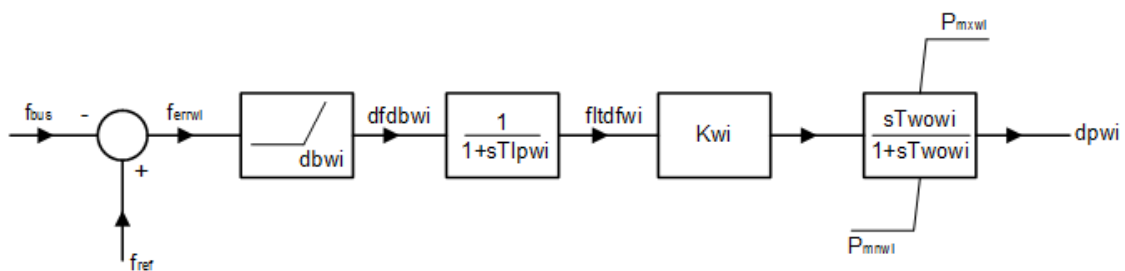 Pmxwi
fbus
-
ferrwi
dfdbwi
fltdfwi
sTwowi
1
Kwi
dpwi
1+sTlpwi
1+sTwowi
dbwi
+
Pmnwi
fref